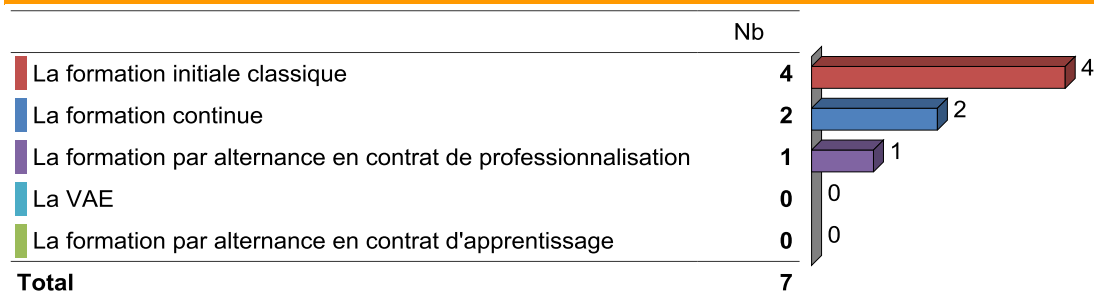 Nb
La formation initiale classique 4 4
La formation continue 2 2
La formation par alternance en contrat de professionnalisation 1 1
La VAE 0 0
La formation par alternance en contrat d'apprentissage 0 0
Total 7